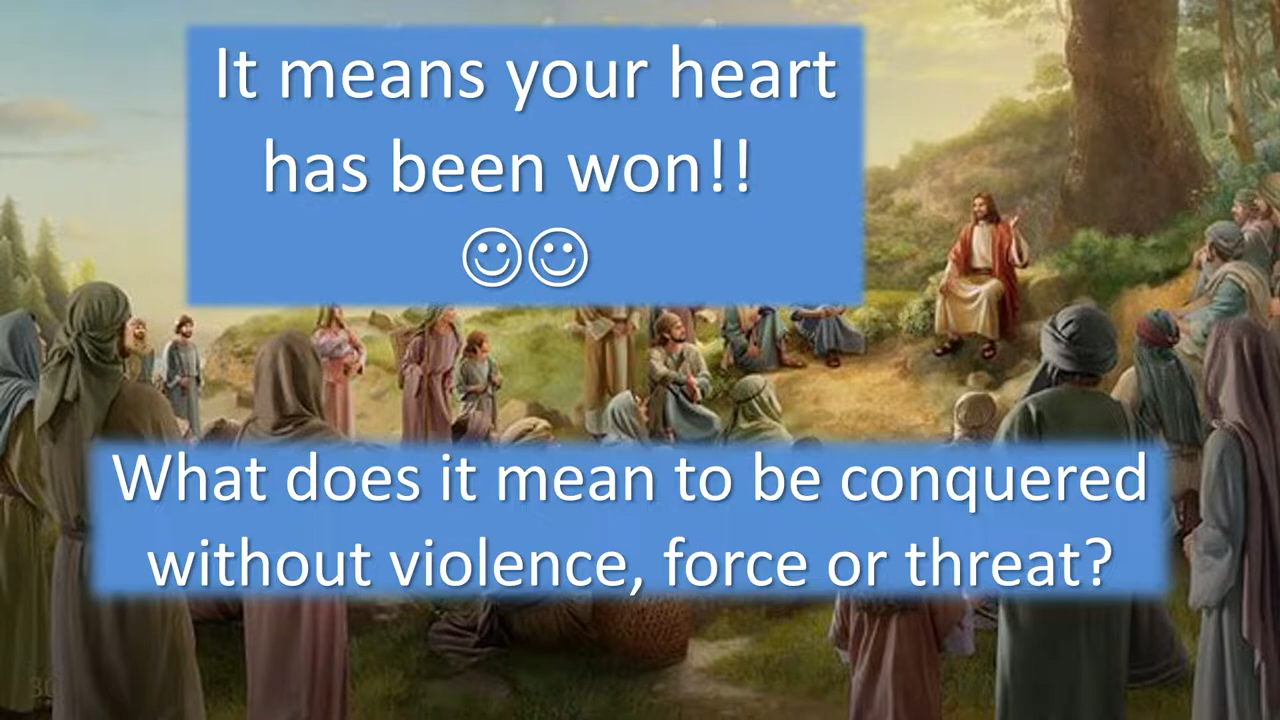 It means your heart
has been won!!
☺☺
What does it mean to be conquered
without violence, force or threat?